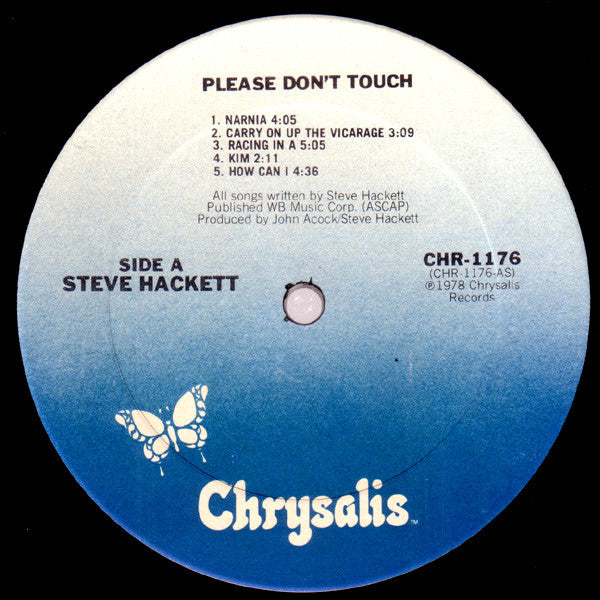 PLEASE DON'T TOUCH
1. NARNIA 4:05
2. CARRY ON UP THE VICARAGE 3:09
3. RACING IN A 5:05
4. KIM 2:11
5. HOW CAN I 4:36
All songs written by Steve Hackett
Published WB Music Corp. (ASCAP)
Produced by John Acock/Steve Hackett
SIDE A
STEVE HACKETT
CHR-1176
(CHR-1176-AS)
℗1978 Chrysalis
Records
Chrysalis™